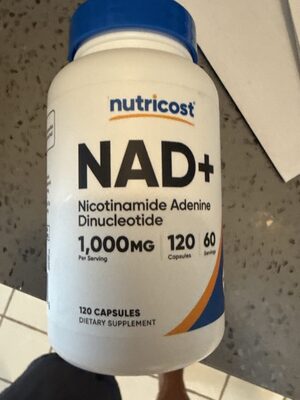 nutricost
NAD+
Nicotinamide Adenine
Dinucleotide
1,000MG 120 60
Per Serving Capsules Servings
120 CAPSULES
DIETARY SUPPLEMENT